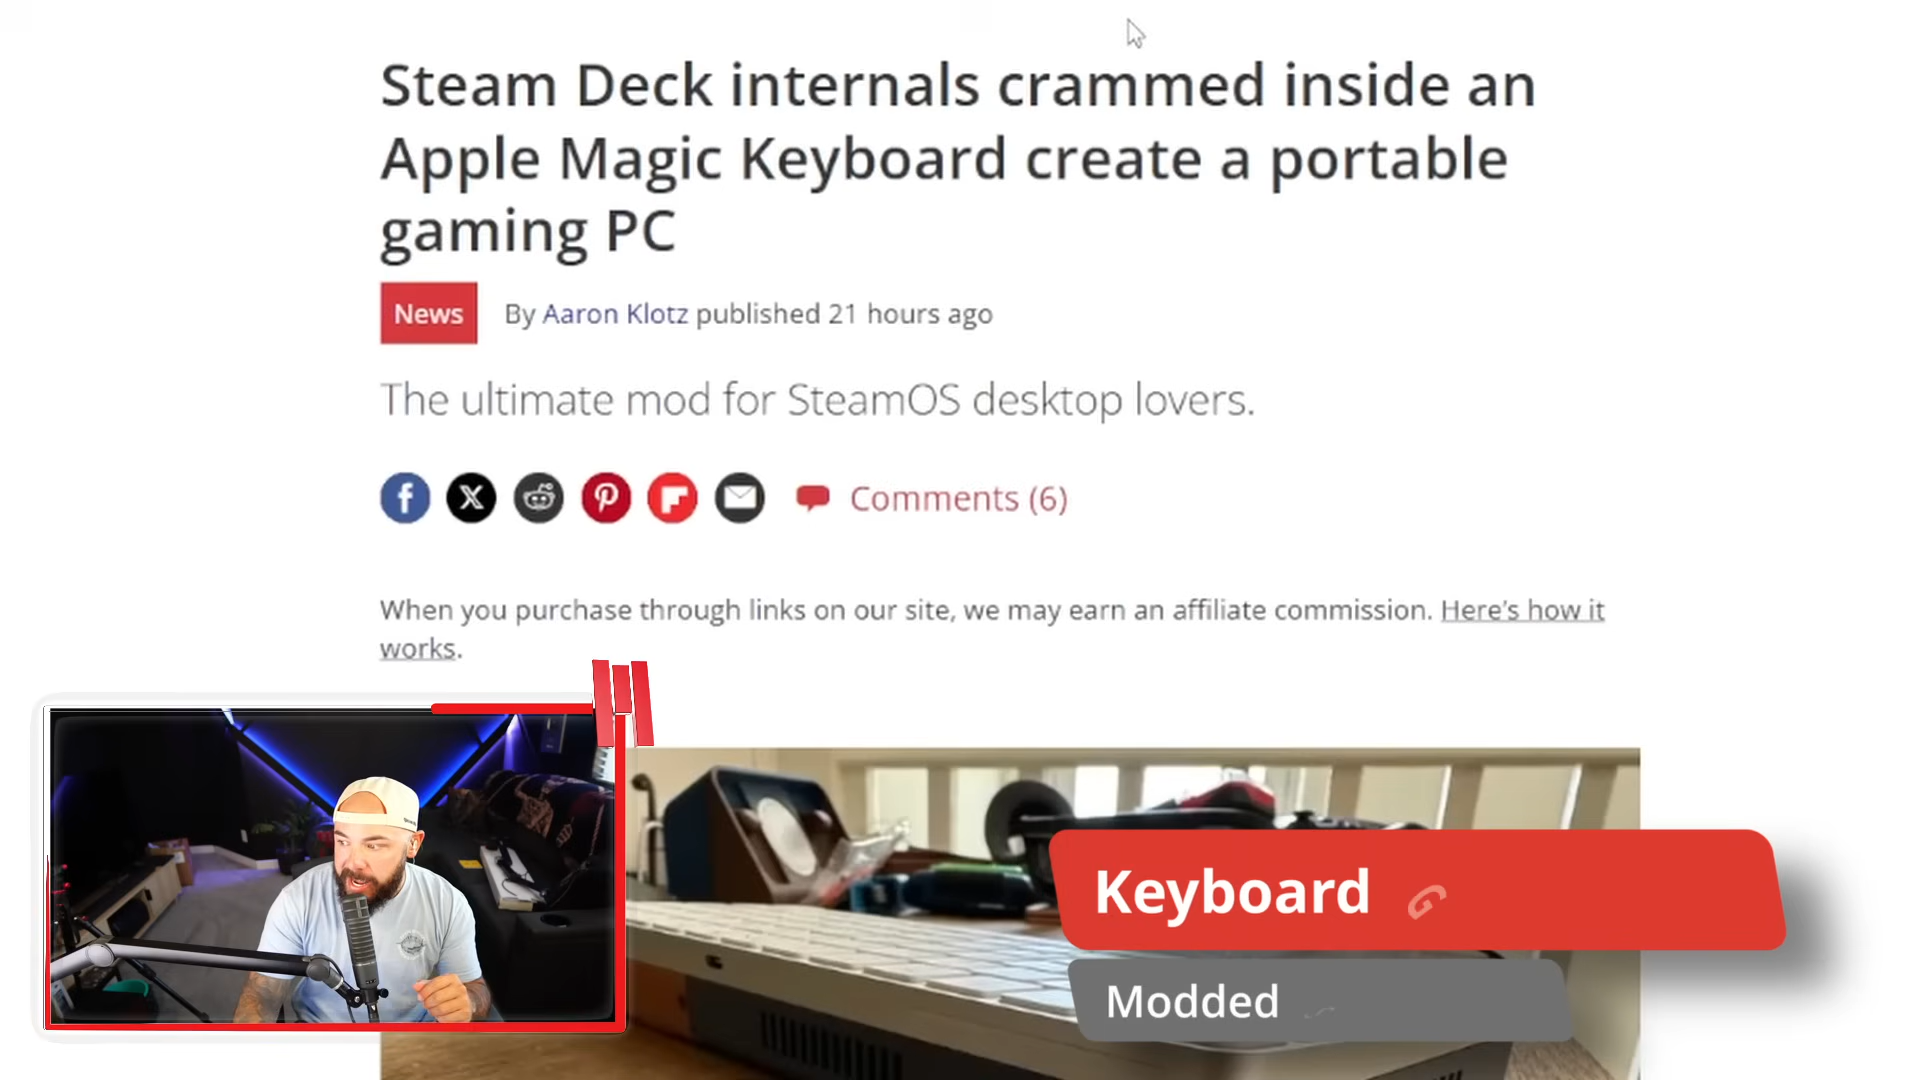 Steam Deck internals crammed inside an
Apple Magic Keyboard create a portable
gaming PC
News By Aaron Klotz published 21 hours ago
The ultimate mod for SteamOS desktop lovers.
Comments (6)
When you purchase through links on our site, we may earn an affiliate commission. Here's how it
works.
Keyboard
Modded